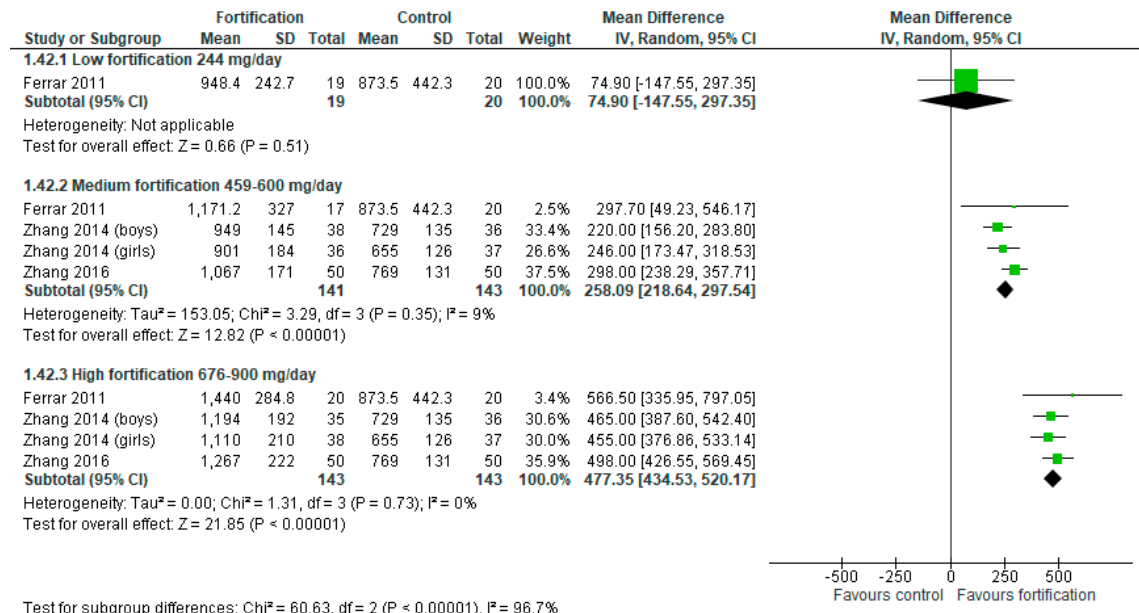 Fortification Control Mean Difference Mean Difference
Study or Subgroup Mean SD Total Mean SD Total Weight IV, Random, 95% CI IV, Random, 95% CI
1.42.1 Low fortification 244 mg/day
Ferrar 2011 948.4 242.7 19 873.5 442.3 20 100.0% 74.90 [-147.55, 297.35]
Subtotal (95% CI) 19 20 100.0% 74.90 [-147.55, 297.35]
Heterogeneity: Not applicable
Test for overall effect: Z = 0.66 (P = 0.51)
1.42.2 Medium fortification 459-600 mg/day
Ferrar 2011 1,171.2 327 17 873.5 442.3 20 2.5% 297.70 [49.23, 546.17]
Zhang 2014 (boys) 949 145 38 729 135 36 33.4% 220.00 [156.20, 283.80]
Zhang 2014 (girls) 901 184 36 655 126 37 26.6% 246.00 [173.47, 318.53]
Zhang 2016 1,067 171 50 769 131 50 37.5% 298.00 [238.29, 357.71]
Subtotal (95% CI) 141 143 100.0% 258.09 [218.64, 297.54]
Heterogeneity: Tau² = 153.05; Chi² = 3.29, df = 3 (P = 0.35); I² = 9%
Test for overall effect: Z = 12.82 (P < 0.00001)
1.42.3 High fortification 676-900 mg/day
Ferrar 2011 1,440 284.8 20 873.5 442.3 20 3.4% 566.50 [335.95, 797.05]
Zhang 2014 (boys) 1,194 192 35 729 135 36 30.6% 465.00 [387.60, 542.40]
Zhang 2014 (girls) 1,110 210 38 655 126 37 30.0% 455.00 [376.86, 533.14]
Zhang 2016 1,267 222 50 769 131 50 35.9% 498.00 [426.55, 569.45]
Subtotal (95% CI) 143 143 100.0% 477.35 [434.53, 520.17]
Heterogeneity: Tau² = 0.00; Chi² = 1.31, df = 3 (P = 0.73); I² = 0%
Test for overall effect: Z = 21.85 (P < 0.00001)
-500 -250 0 250 500
Favours control Favours fortification
Test for subgroup differences: Chi² = 60.63, df = 2 (P < 0.00001), I² = 96.7%